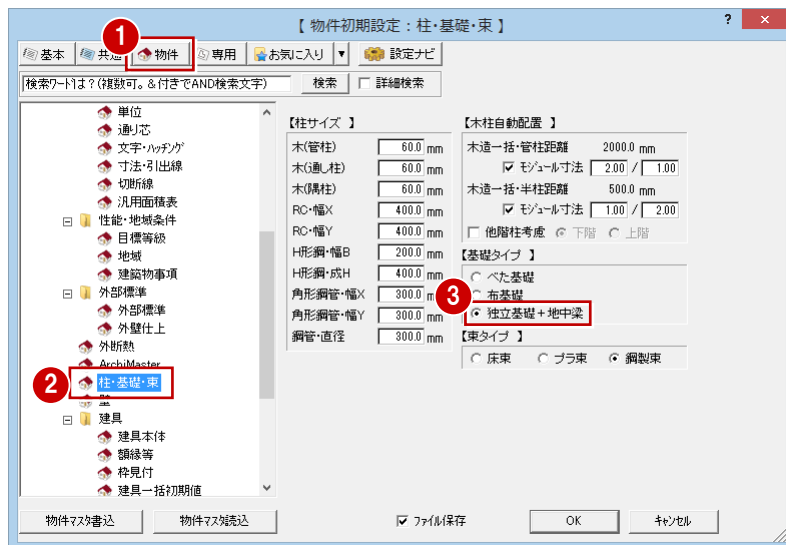 【 物件初期設定：柱・基礎・束 】
? ×
1
基本 共通 物件 専用 お気に入り ▼ 設定ナビ
検索ワードは？(複数可。＆付きでAND検索文字) 検索 詳細検索
単位
通り芯
文字・ハッチング
寸法・引出線
切断線
汎用面積表
性能・地域条件
目標等級
地域
建築物事項
外部標準
外部標準
外壁仕上
外断熱
ArchiMaster
2
柱・基礎・束
壁
建具
建具本体
額縁等
枠見付
建具一括初期値
【柱サイズ 】
木(管柱) 60.0 mm
木(通し柱) 60.0 mm
木(隅柱) 60.0 mm
RC・幅X 400.0 mm
RC・幅Y 400.0 mm
H形鋼・幅B 200.0 mm
H形鋼・成H 400.0 mm
角形鋼管・幅X 300.0 mm
角形鋼管・幅Y 300.0 mm
鋼管・直径 300.0 mm
【木柱自動配置 】
木造一括・管柱距離 2000.0 mm
モジュール寸法 2.00 / 1.00
木造一括・半柱距離 500.0 mm
モジュール寸法 1.00 / 2.00
他階柱考慮 下階 上階
【基礎タイプ 】
べた基礎
3
布基礎
独立基礎＋地中梁
【束タイプ 】
床束 プラ束 鋼製束
物件マスタ書込 物件マスタ読込 ファイル保存 OK キャンセル